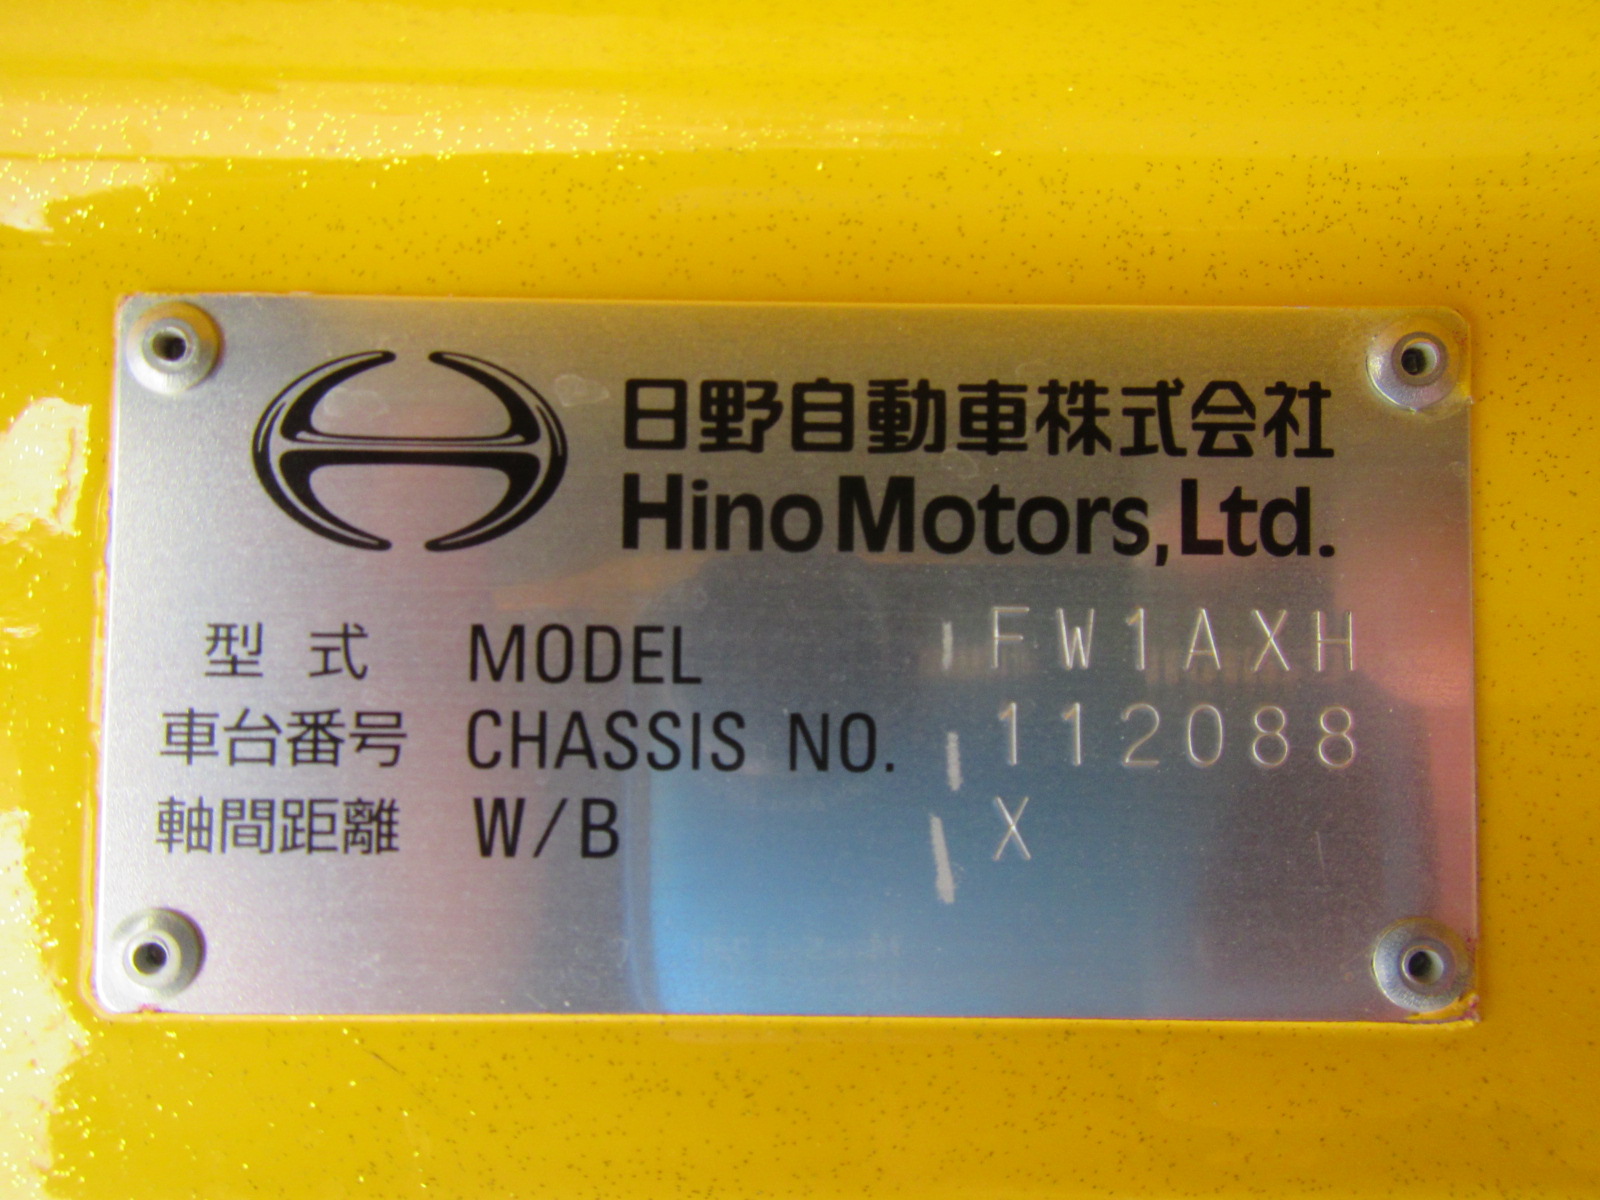 日野自動車株式会社
Hino Motors, Ltd.
型式 MODEL FW1AXH
車台番号 CHASSIS NO. 112088
軸間距離 W/B X